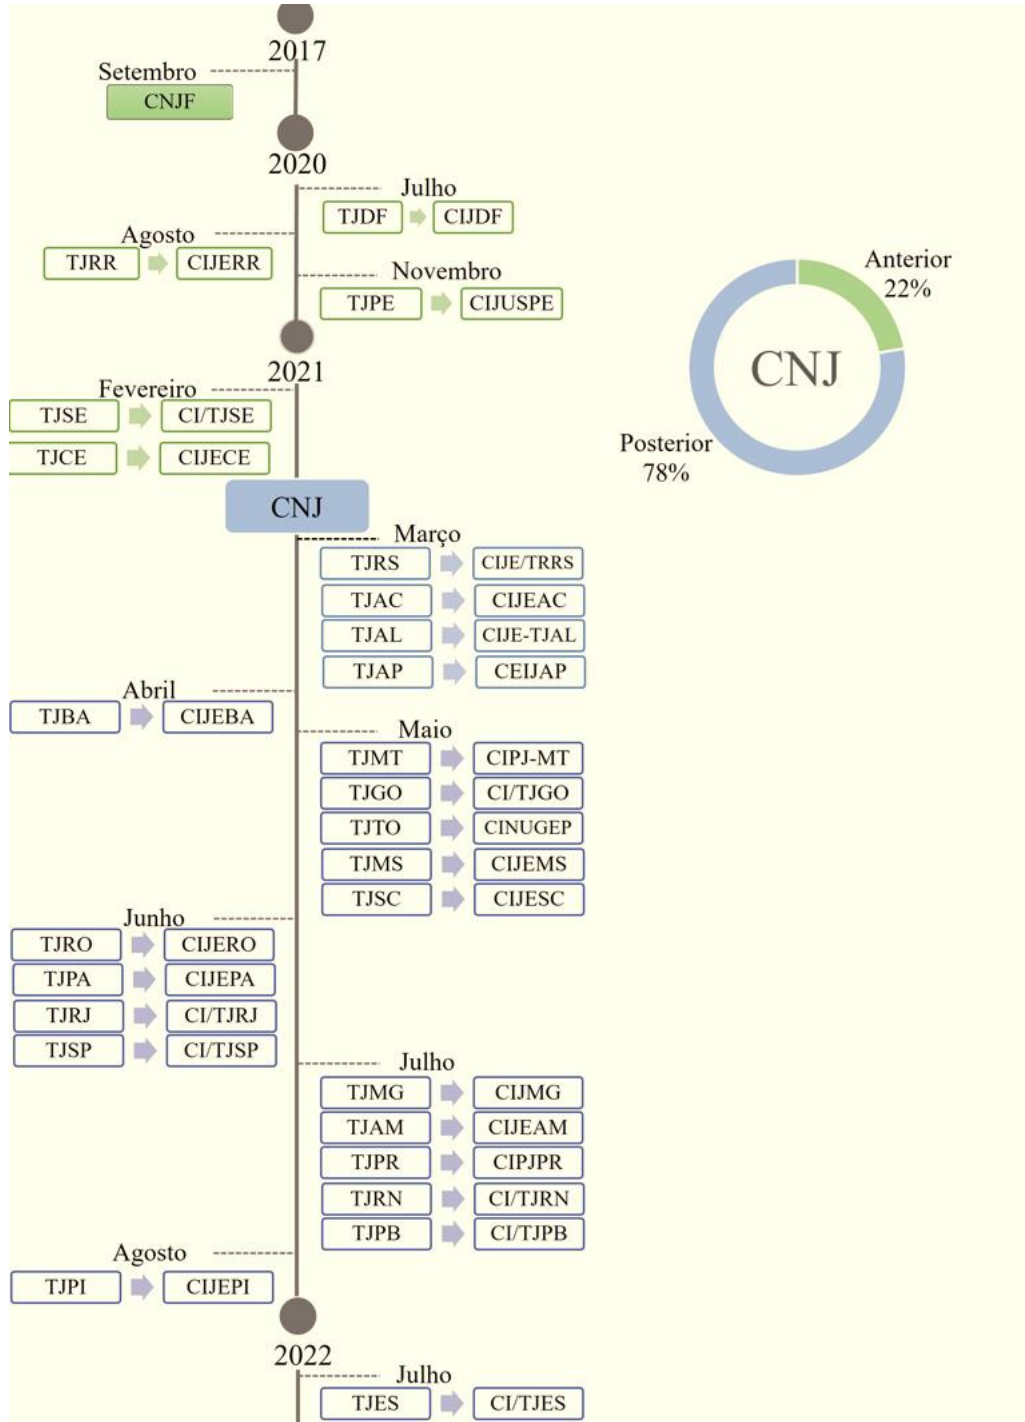 2017
Setembro
CNJF
2020
Julho
TJDF CIJDF
Agosto
TJRR CIJERR
Novembro
TJPE CIJUSPE
2021
Fevereiro
TJSE CI/TJSE
TJCE CIJECE
CNJ
Março
TJRS CIJE/TRRS
TJAC CIJEAC
TJAL CIJE-TJAL
TJAP CEIJAP
Abril
TJBA CIJEBA
Maio
TJMT CIPJ-MT
TJGO CI/TJGO
TJTO CINUGEP
TJMS CIJEMS
TJSC CIJESC
Junho
TJRO CIJERO
TJPA CIJEPA
TJRJ CI/TJRJ
TJSP CI/TJSP
Julho
TJMG CIJMG
TJAM CIJEAM
TJPR CIPJPR
TJRN CI/TJRN
TJPB CI/TJPB
Agosto
TJPI CIJEPI
2022
Julho
TJES CI/TJES
Anterior
22%
CNJ
Posterior
78%